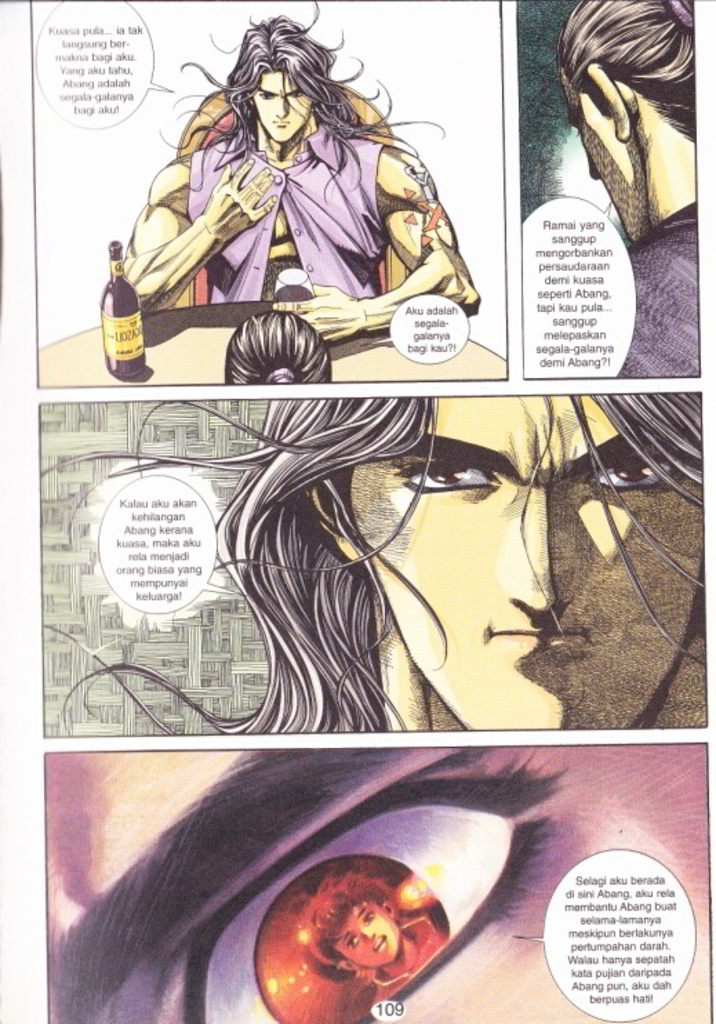 Kuasa pula... ia tak
langsung ber-
makna bagi aku.
Yang aku tahu,
Abang adalah
segala-galanya
bagi aku!
Aku adalah
segala-
galanya
bagi kau?!
Ramai yang
sanggup
mengorbankan
persaudaraan
demi kuasa
seperti Abang,
tapi kau pula...
sanggup
melepaskan
segala-galanya
demi Abang?!
Kalau aku akan
kehilangan
Abang kerana
kuasa, maka aku
rela menjadi
orang biasa yang
mempunyai
keluarga!
Selagi aku berada
di sini Abang, aku rela
membantu Abang buat
selama-lamanya
meskipun berlakunya
pertumpahan darah.
Walau hanya sepatah
kata pujian daripada
Abang pun, aku dah
berpuas hati!
109